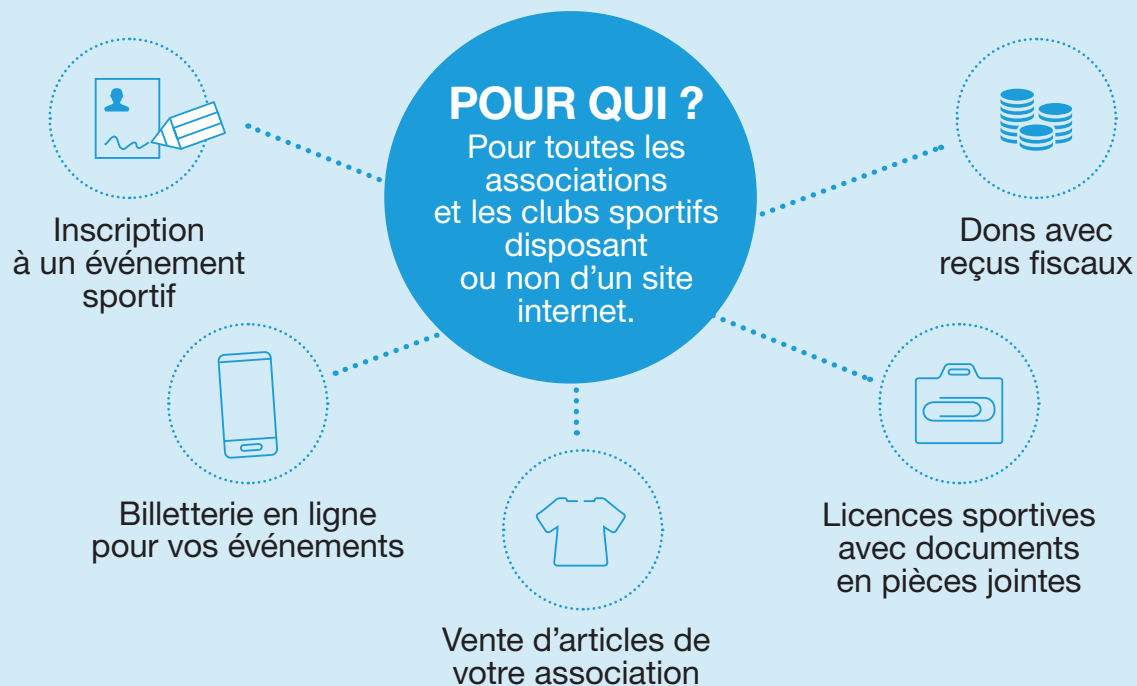 POUR QUI ?
Pour toutes les
associations
et les clubs sportifs
disposant
ou non d'un site
internet.
Inscription
à un événement
sportif
Billetterie en ligne
pour vos événements
Vente d'articles de
votre association
Licences sportives
avec documents
en pièces jointes
Dons avec
reçus fiscaux